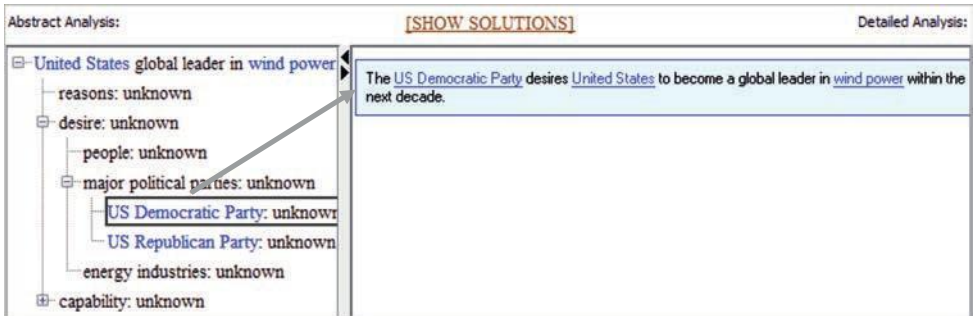 Abstract Analysis:
[SHOW SOLUTIONS]
Detailed Analysis:
United States global leader in wind power
reasons: unknown
desire: unknown
people: unknown
major political parties: unknown
US Democratic Party: unknown
US Republican Party: unknown
energy industries: unknown
capability: unknown
The US Democratic Party desires United States to become a global leader in wind power within the
next decade.